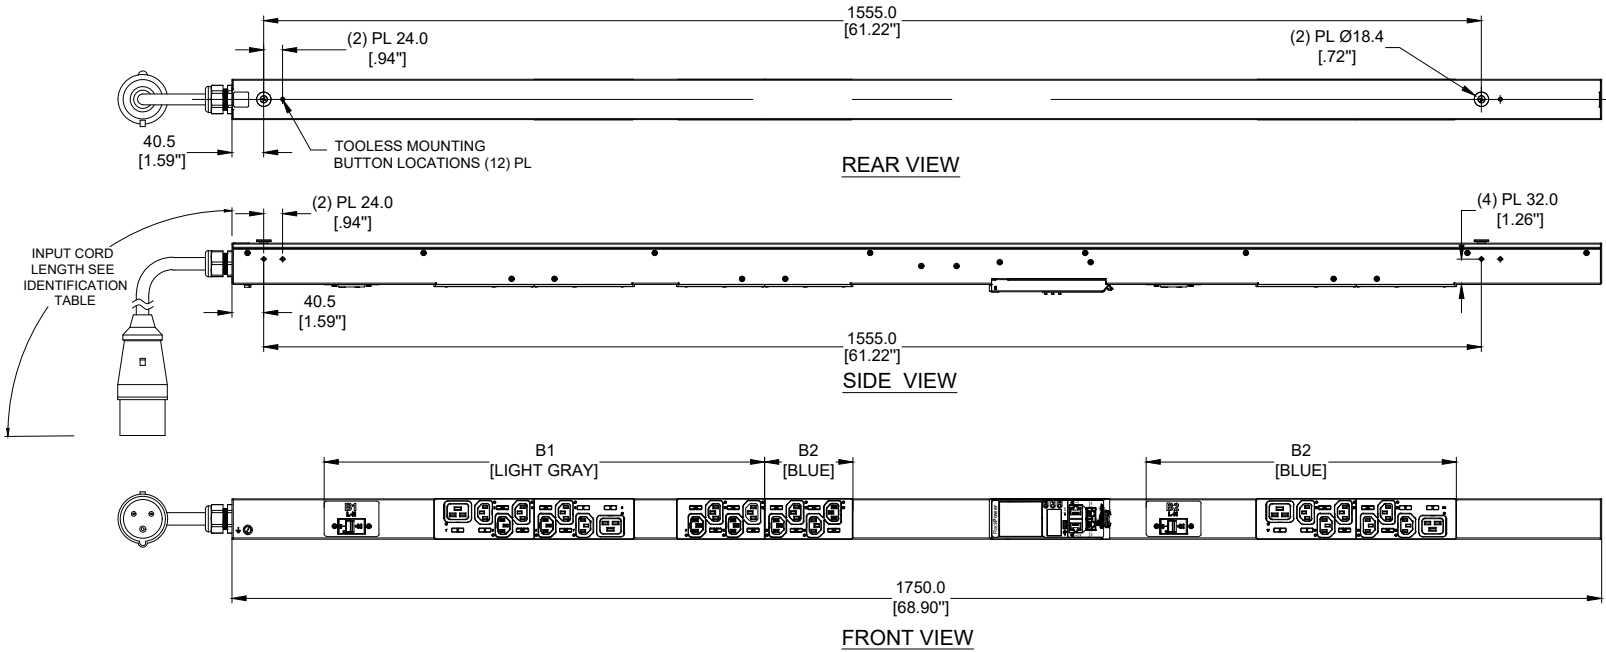 1555.0
[61.22"]
(2) PL 24.0
[.94"]
(2) PL Ø18.4
[.72"]
40.5
[1.59"]
TOOLESS MOUNTING
BUTTON LOCATIONS (12) PL
REAR VIEW
(2) PL 24.0
[.94"]
(4) PL 32.0
[1.26"]
INPUT CORD
LENGTH SEE
IDENTIFICATION
TABLE
40.5
[1.59"]
1555.0
[61.22"]
SIDE VIEW
B1
[LIGHT GRAY]
B2
[BLUE]
B2
[BLUE]
B1
B2
1750.0
[68.90"]
FRONT VIEW